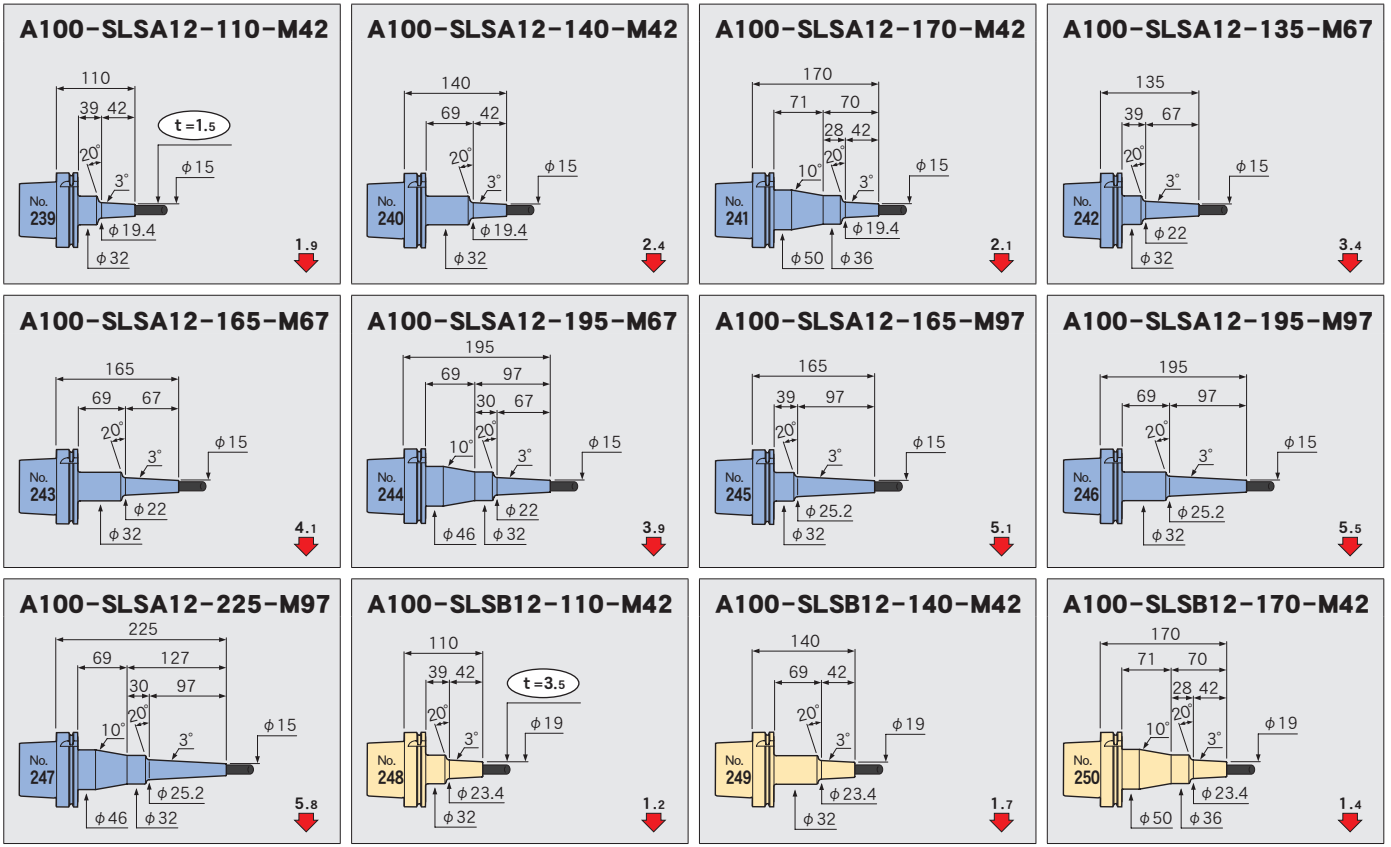 A100-SLSA12-110-M42
110
39 42
t=1.5
20°
3°
φ15
No.
239
φ19.4
φ32
1.9
A100-SLSA12-140-M42
140
69 42
20°
3°
φ15
No.
240
φ19.4
φ32
2.4
A100-SLSA12-170-M42
170
71 70
28 42
10°
20°
3°
φ15
No.
241
φ19.4
φ50 φ36
2.1
A100-SLSA12-135-M67
135
39 67
20°
3°
φ15
No.
242
φ22
φ32
3.4
A100-SLSA12-165-M67
165
69 67
20°
3°
φ15
No.
243
φ22
φ32
4.1
A100-SLSA12-195-M67
195
69 97
30 67
10°
20°
3°
φ15
No.
244
φ22
φ46 φ32
3.9
A100-SLSA12-165-M97
165
39 97
20°
3°
φ15
No.
245
φ25.2
φ32
5.1
A100-SLSA12-195-M97
195
69 97
20°
3°
φ15
No.
246
φ25.2
φ32
5.5
A100-SLSA12-225-M97
225
69 127
30 97
10°
20°
3°
φ15
No.
247
φ25.2
φ46 φ32
5.8
A100-SLSB12-110-M42
110
39 42
t=3.5
20°
3°
φ19
No.
248
φ23.4
φ32
1.2
A100-SLSB12-140-M42
140
69 42
20°
3°
φ19
No.
249
φ23.4
φ32
1.7
A100-SLSB12-170-M42
170
71 70
28 42
10°
20°
3°
φ19
No.
250
φ23.4
φ50 φ36
1.4